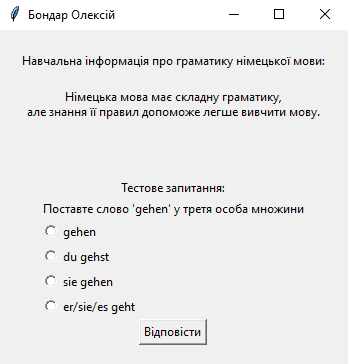 Бондар Олексій
Навчальна інформація про граматику німецької мови:
Німецька мова має складну граматику,
але знання її правил допоможе легше вивчити мову.
Тестове запитання:
Поставте слово 'gehen' у третя особа множини
gehen
du gehst
sie gehen
er/sie/es geht
Відповісти